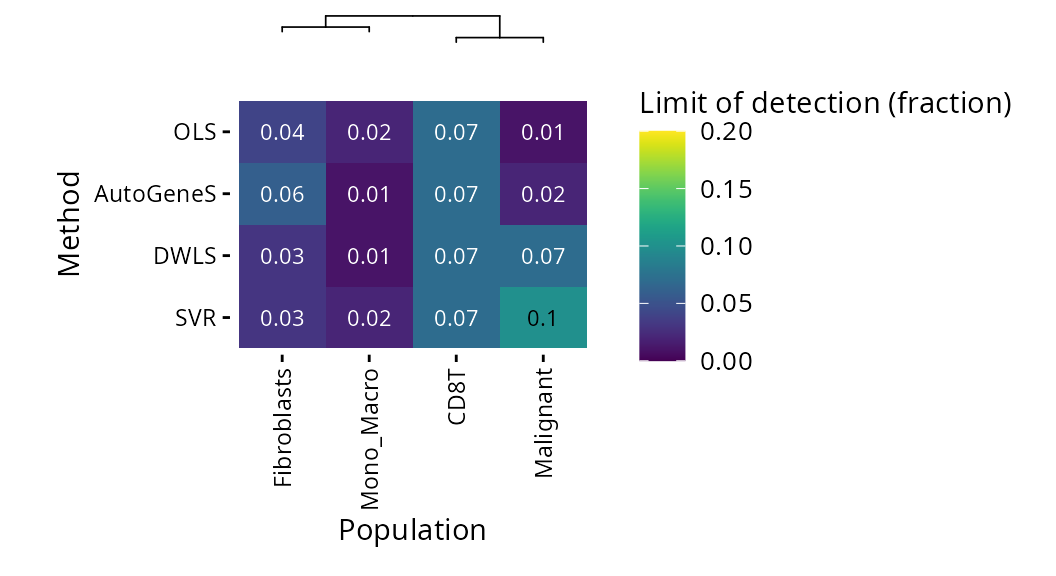 Limit of detection (fraction)
0.20
0.15
0.10
0.05
0.00
Method
OLS 0.04 0.02 0.07 0.01
AutoGeneS 0.06 0.01 0.07 0.02
DWLS 0.03 0.01 0.07 0.07
SVR 0.03 0.02 0.07 0.1
Fibroblasts
Mono_Macro
CD8T
Malignant
Population